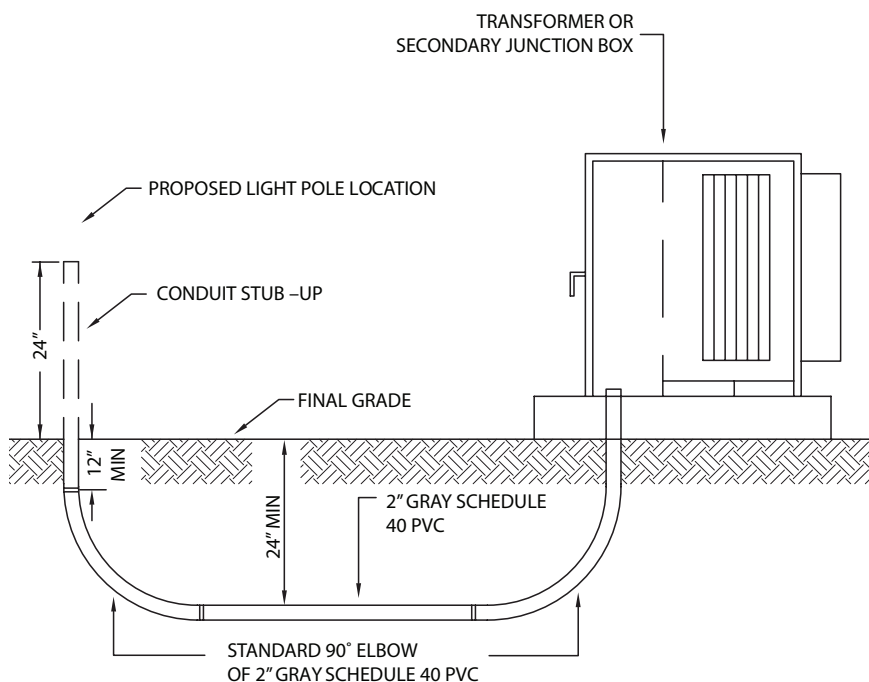 TRANSFORMER OR
SECONDARY JUNCTION BOX
PROPOSED LIGHT POLE LOCATION
CONDUIT STUB –UP
24"
FINAL GRADE
12"
MIN
24" MIN
2" GRAY SCHEDULE
40 PVC
STANDARD 90° ELBOW
OF 2" GRAY SCHEDULE 40 PVC